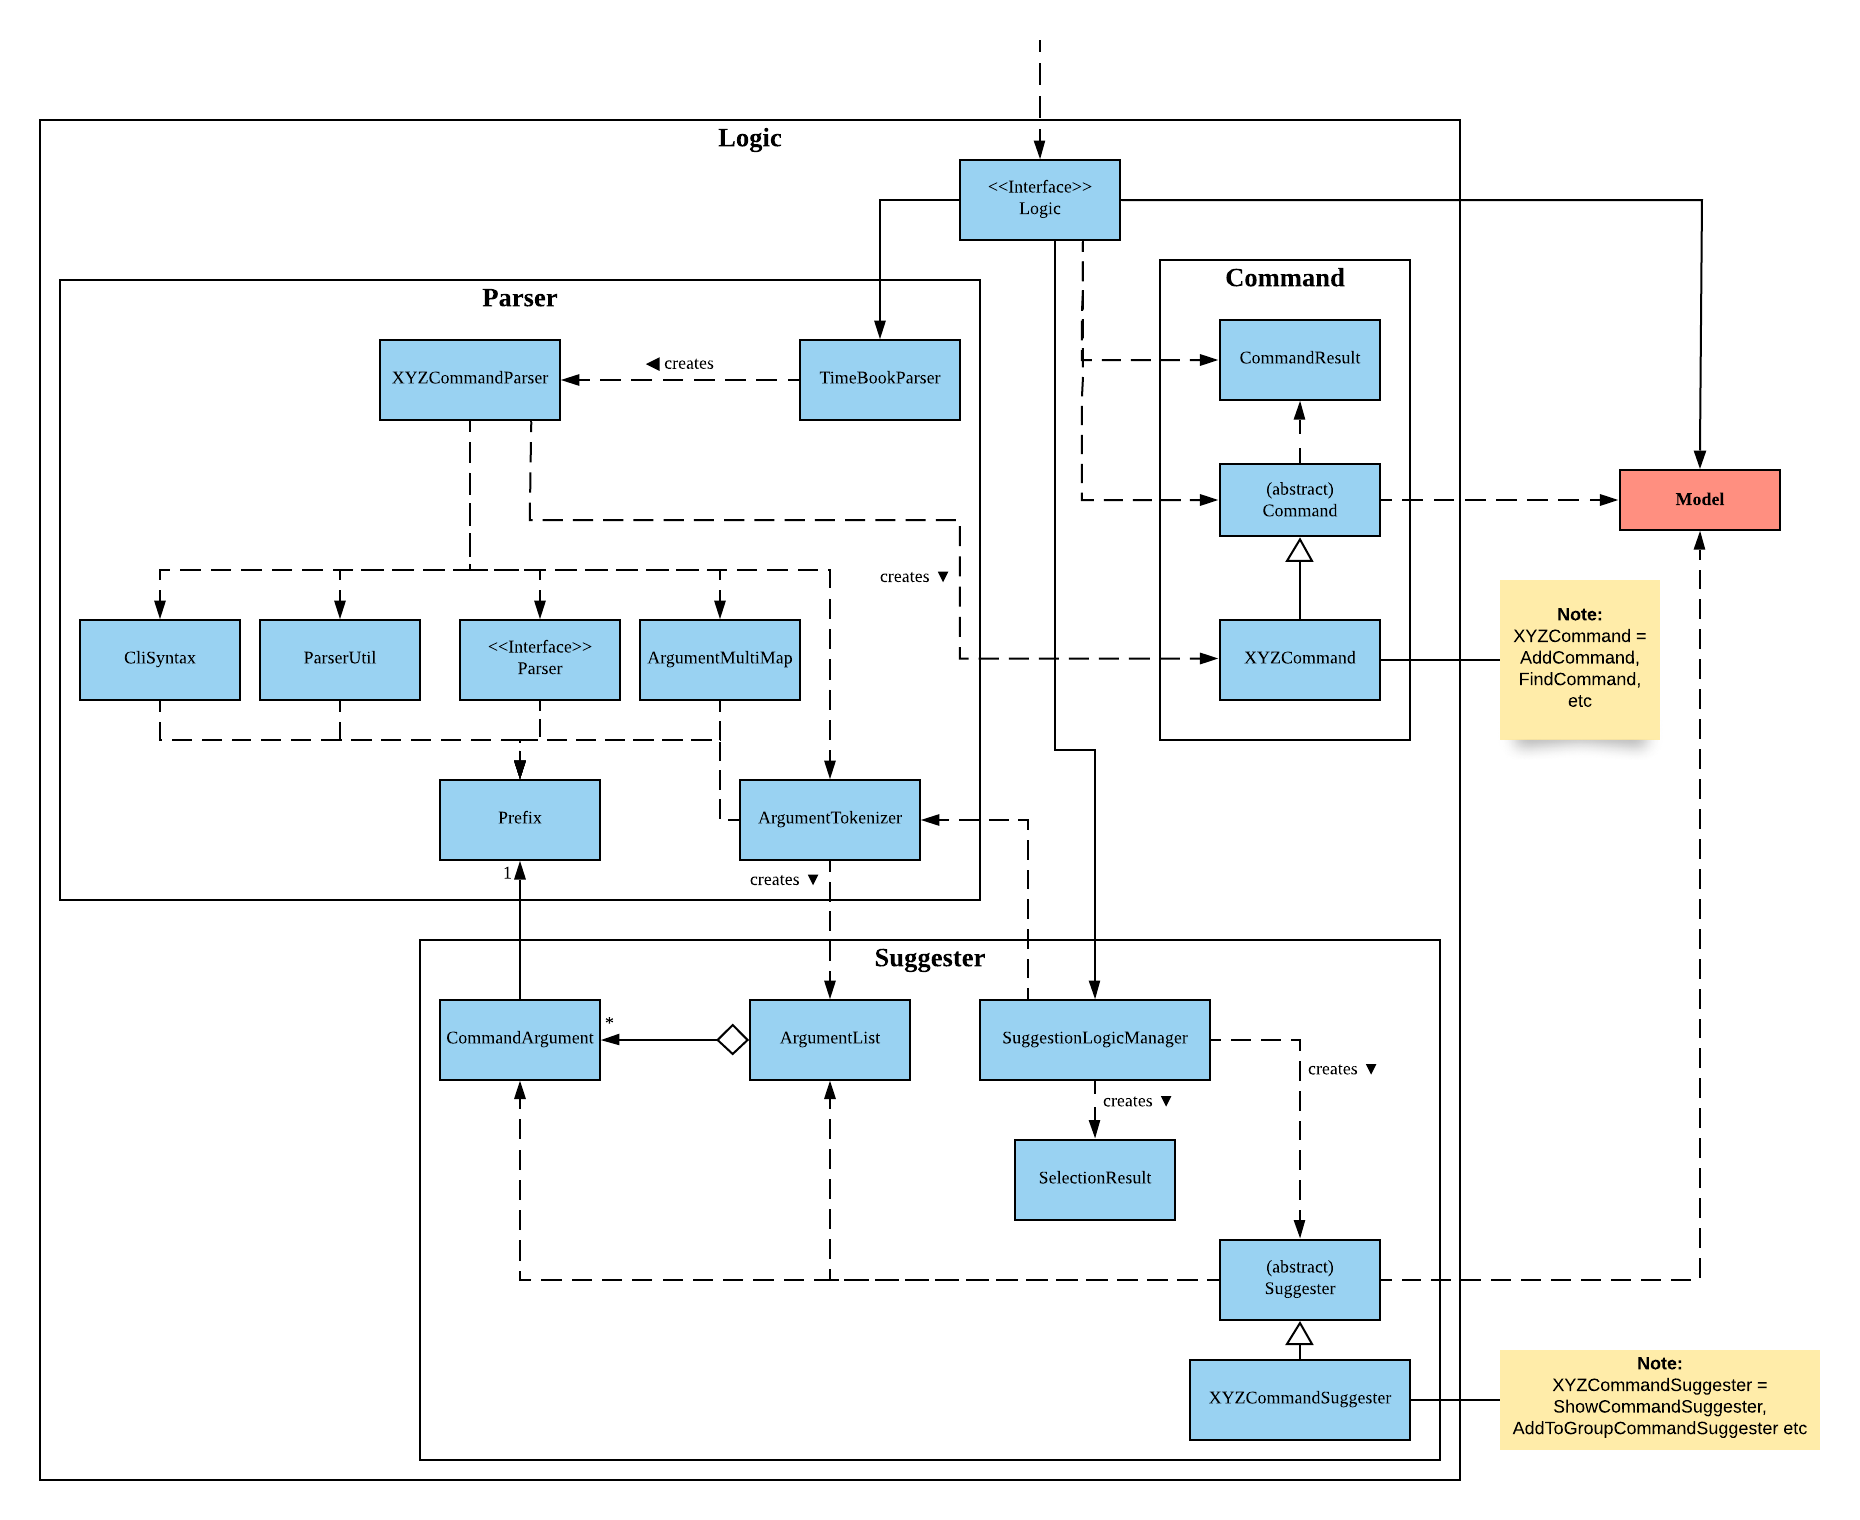 Logic
<<Interface>>
Logic
Command
Parser
CommandResult
XYZCommandParser
◀ creates
TimeBookParser
(abstract)
Command
Model
creates ▼
Note:
XYZCommand =
AddCommand,
FindCommand,
etc
CliSyntax
ParserUtil
<<Interface>>
Parser
ArgumentMultiMap
XYZCommand
Prefix
ArgumentTokenizer
1
creates ▼
Suggester
*
CommandArgument
ArgumentList
SuggestionLogicManager
creates ▼
creates ▼
SelectionResult
(abstract)
Suggester
XYZCommandSuggester
Note:
XYZCommandSuggester =
ShowCommandSuggester,
AddToGroupCommandSuggester etc